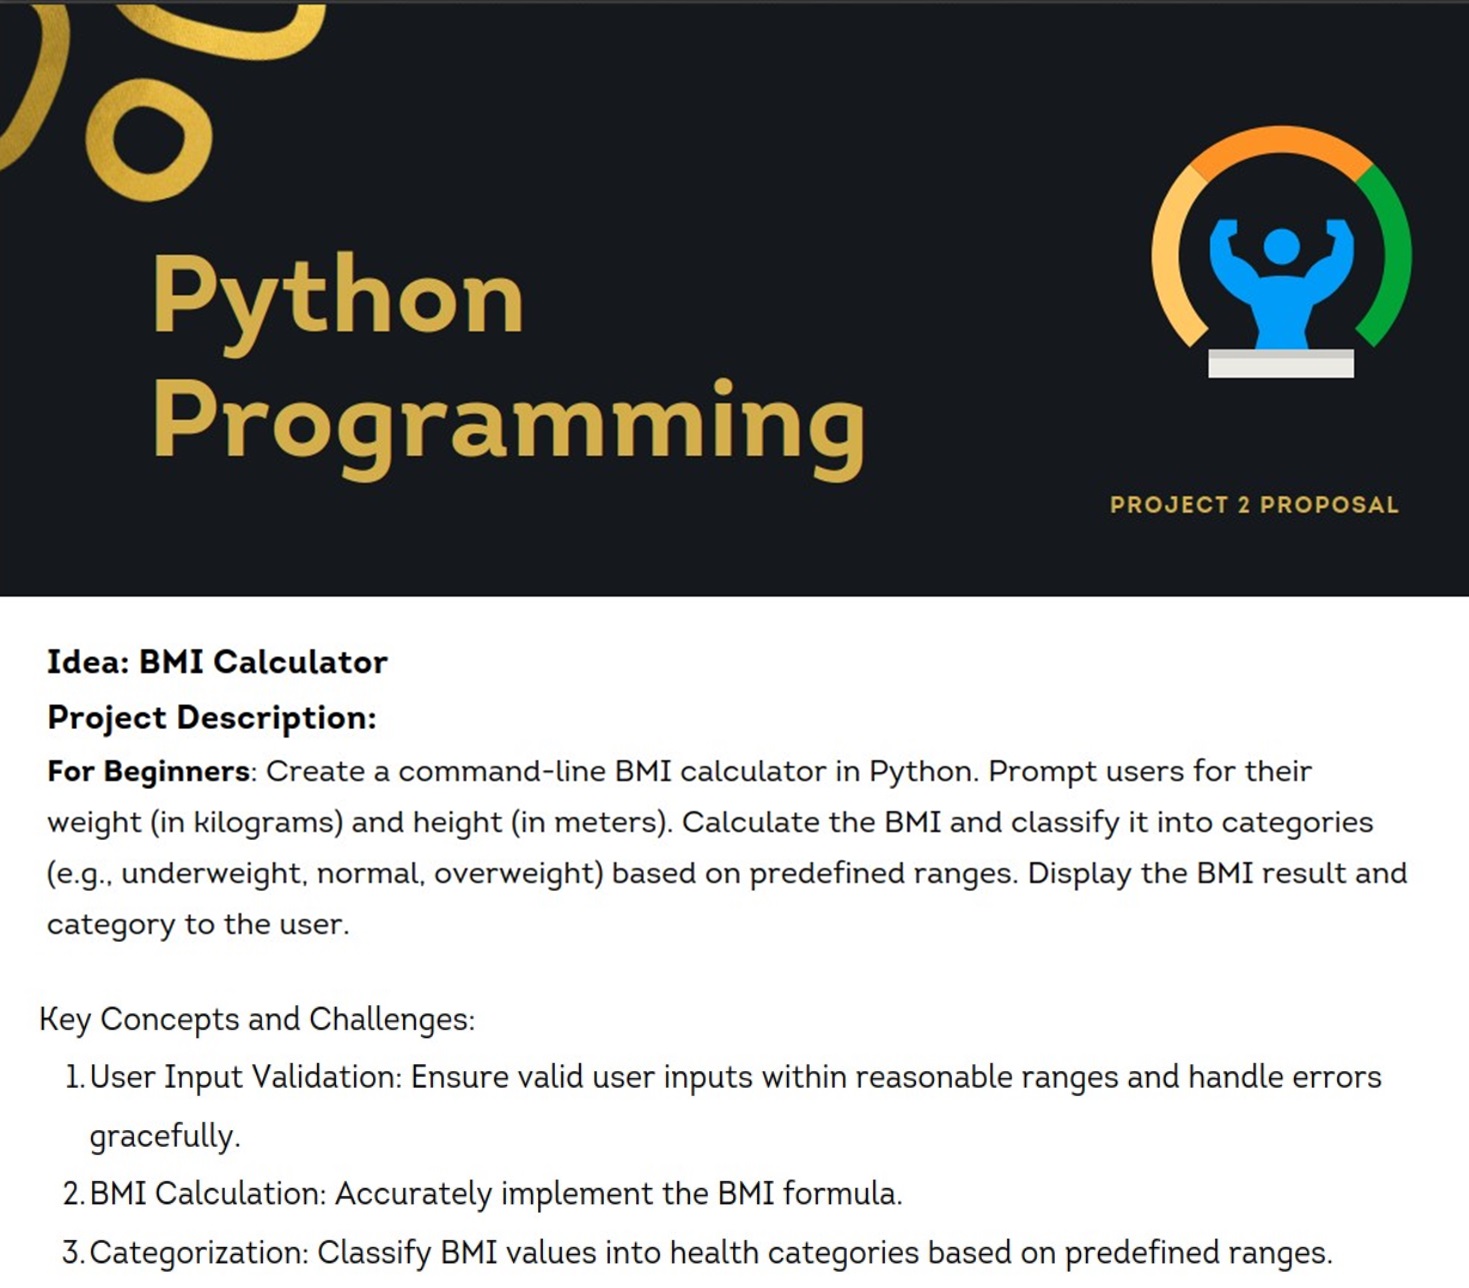 Python
Programming
PROJECT 2 PROPOSAL
Idea: BMI Calculator
Project Description:
For Beginners: Create a command-line BMI calculator in Python. Prompt users for their
weight (in kilograms) and height (in meters). Calculate the BMI and classify it into categories
(e.g., underweight, normal, overweight) based on predefined ranges. Display the BMI result and
category to the user.
Key Concepts and Challenges:
1. User Input Validation: Ensure valid user inputs within reasonable ranges and handle errors
gracefully.
2. BMI Calculation: Accurately implement the BMI formula.
3. Categorization: Classify BMI values into health categories based on predefined ranges.